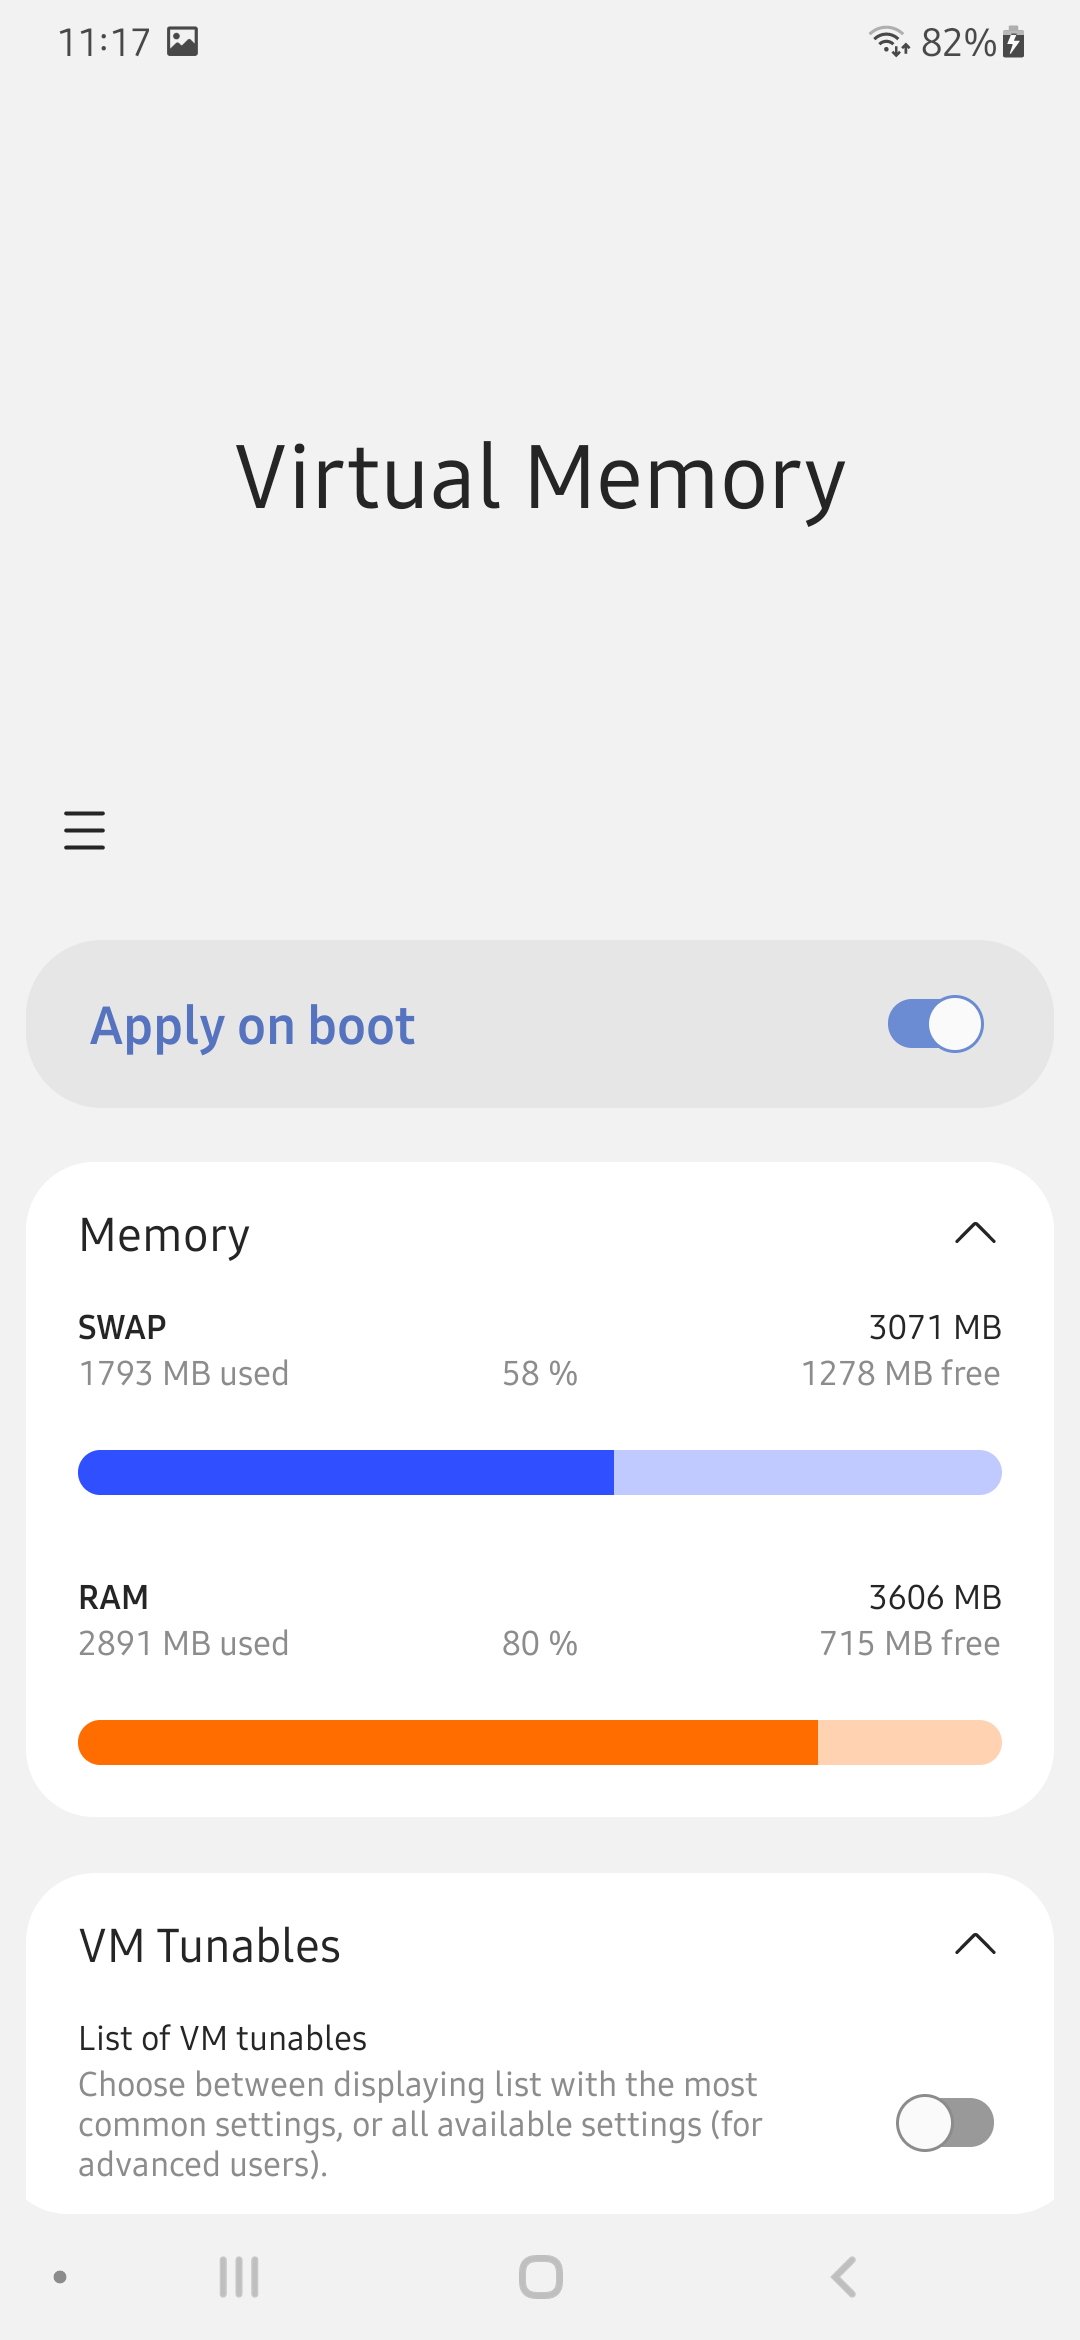 11:17
82%
Virtual Memory
Apply on boot
Memory
SWAP
3071 MB
1793 MB used
58 %
1278 MB free
RAM
3606 MB
2891 MB used
80 %
715 MB free
VM Tunables
List of VM tunables
Choose between displaying list with the most
common settings, or all available settings (for
advanced users).